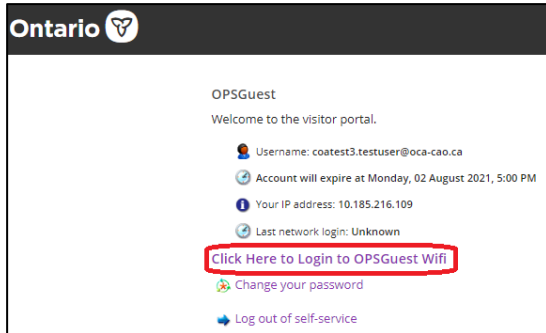 Ontario
OPSGuest
Welcome to the visitor portal.
Username: coatest3.testuser@oca-cao.ca
Account will expire at Monday, 02 August 2021, 5:00 PM
Your IP address: 10.185.216.109
Last network login: Unknown
Click Here to Login to OPSGuest Wifi
Change your password
Log out of self-service